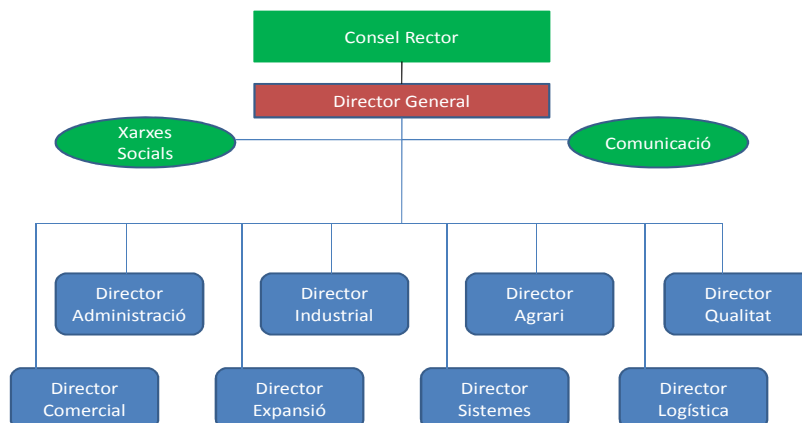 Consel Rector
Director General
Xarxes
Socials
Comunicació
Director
Administració
Director
Industrial
Director
Agrari
Director
Qualitat
Director
Comercial
Director
Expansió
Director
Sistemes
Director
Logística